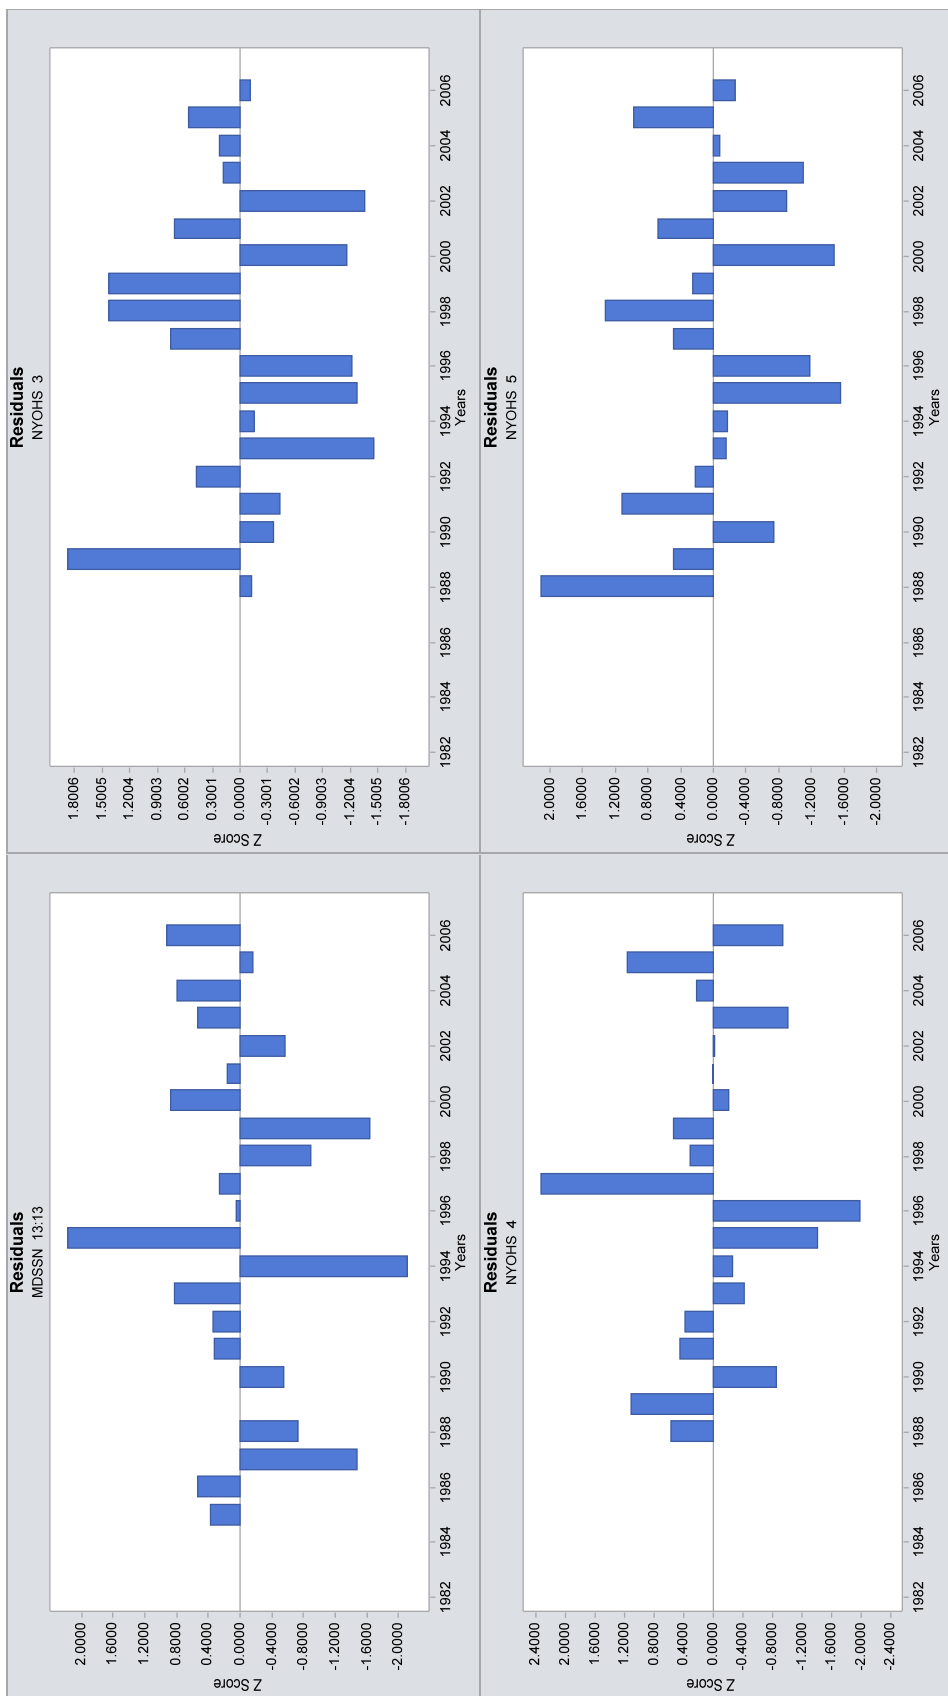 Residuals
MDSSN 13:13
Z Score
2.0000
1.6000
1.2000
0.8000
0.4000
0.0000
-0.4000
-0.8000
-1.2000
-1.6000
-2.0000
1982 1984 1986 1988 1990 1992 1994 1996 1998 2000 2002 2004 2006
Years
Residuals
NYOHS 3
Z Score
1.8006
1.5005
1.2004
0.9003
0.6002
0.3001
0.0000
-0.3001
-0.6002
-0.9003
-1.2004
-1.5005
-1.8006
1982 1984 1986 1988 1990 1992 1994 1996 1998 2000 2002 2004 2006
Years
Residuals
NYOHS 4
Z Score
2.4000
2.0000
1.6000
1.2000
0.8000
0.4000
0.0000
-0.4000
-0.8000
-1.2000
-1.6000
-2.0000
-2.4000
1982 1984 1986 1988 1990 1992 1994 1996 1998 2000 2002 2004 2006
Years
Residuals
NYOHS 5
Z Score
2.0000
1.6000
1.2000
0.8000
0.4000
0.0000
-0.4000
-0.8000
-1.2000
-1.6000
-2.0000
1982 1984 1986 1988 1990 1992 1994 1996 1998 2000 2002 2004 2006
Years